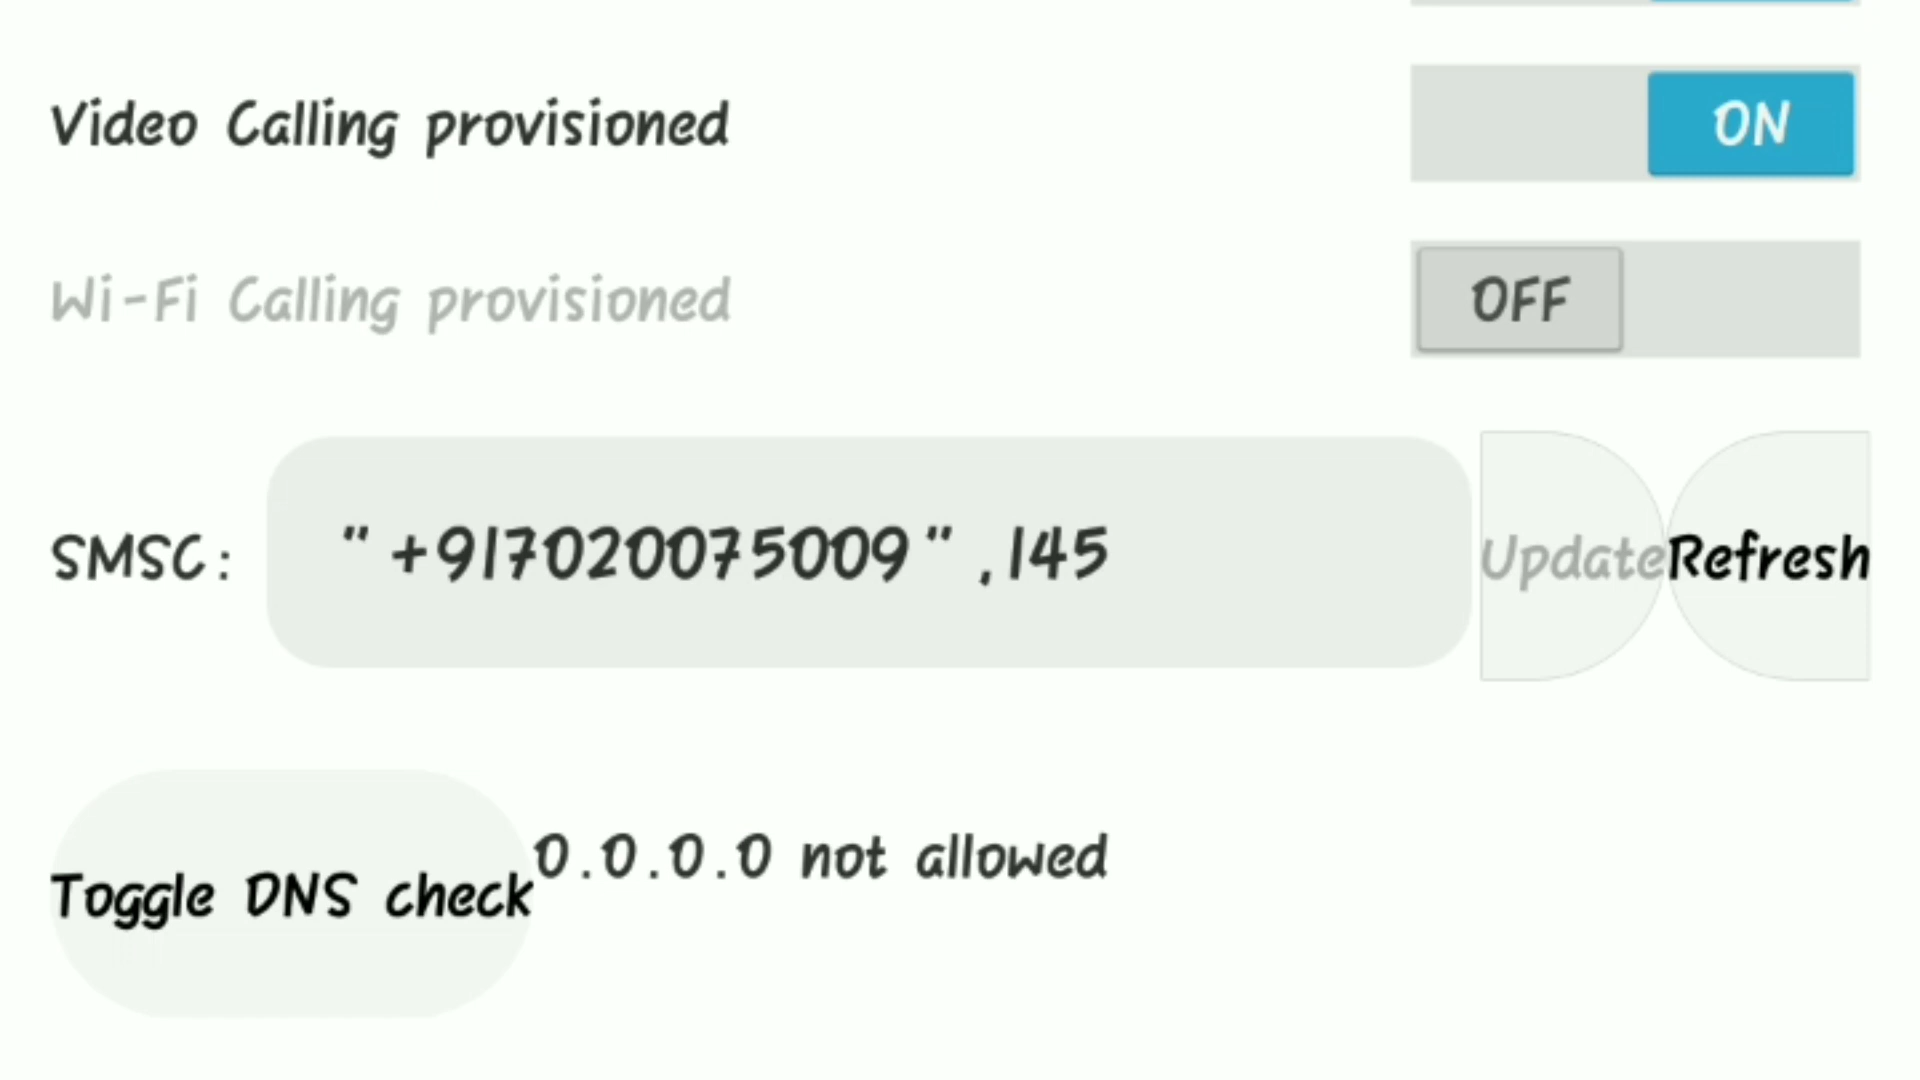 Video Calling provisioned ON
Wi-Fi Calling provisioned OFF
SMSC: "+917020075009",145 Update Refresh
Toggle DNS check 0.0.0.0 not allowed